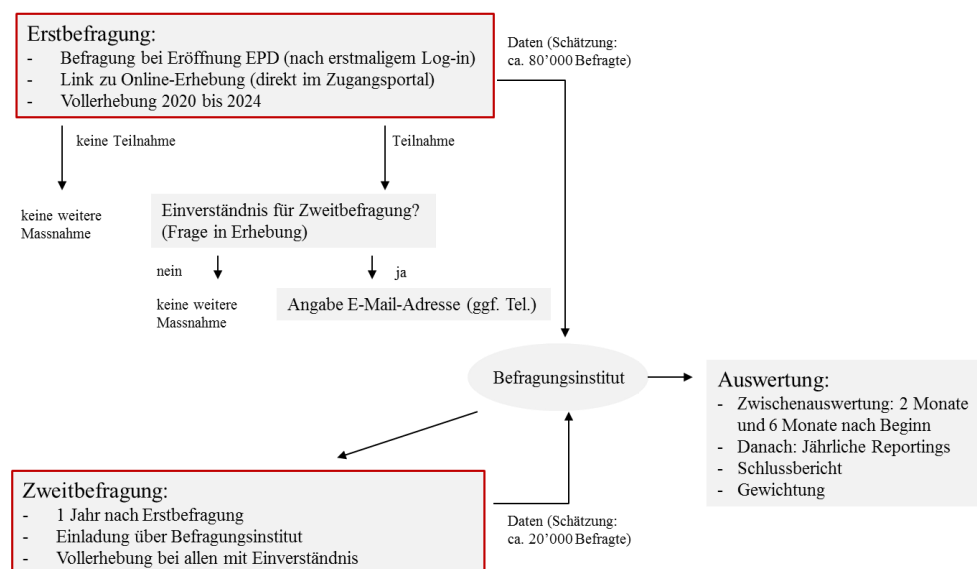 Erstbefragung:
- Befragung bei Eröffnung EPD (nach erstmaligem Log-in)
- Link zu Online-Erhebung (direkt im Zugangsportal)
- Vollerhebung 2020 bis 2024
Daten (Schätzung:
ca. 80’000 Befragte)
keine Teilnahme
Teilnahme
keine weitere
Massnahme
Einverständnis für Zweitbefragung?
(Frage in Erhebung)
nein
ja
keine weitere
Massnahme
Angabe E-Mail-Adresse (ggf. Tel.)
Befragungsinstitut
Auswertung:
- Zwischenauswertung: 2 Monate
und 6 Monate nach Beginn
- Danach: Jährliche Reportings
- Schlussbericht
- Gewichtung
Zweitbefragung:
- 1 Jahr nach Erstbefragung
- Einladung über Befragungsinstitut
- Vollerhebung bei allen mit Einverständnis
Daten (Schätzung:
ca. 20’000 Befragte)